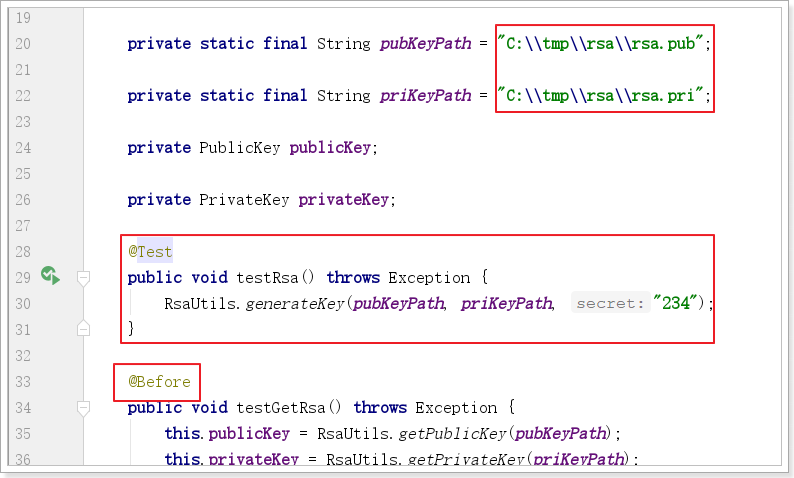 19
20 private static final String pubKeyPath = "C:\\tmp\\rsa\\rsa.pub";
21
22 private static final String priKeyPath = "C:\\tmp\\rsa\\rsa.pri";
23
24 private PublicKey publicKey;
25
26 private PrivateKey privateKey;
27
28 @Test
29 public void testRsa() throws Exception {
30 RsaUtils.generateKey(pubKeyPath, priKeyPath, secret: "234");
31 }
32
33 @Before
34 public void testGetRsa() throws Exception {
35 this.publicKey = RsaUtils.getPublicKey(pubKeyPath);
36 this.privateKey = RsaUtils.getPrivateKey(priKeyPath);